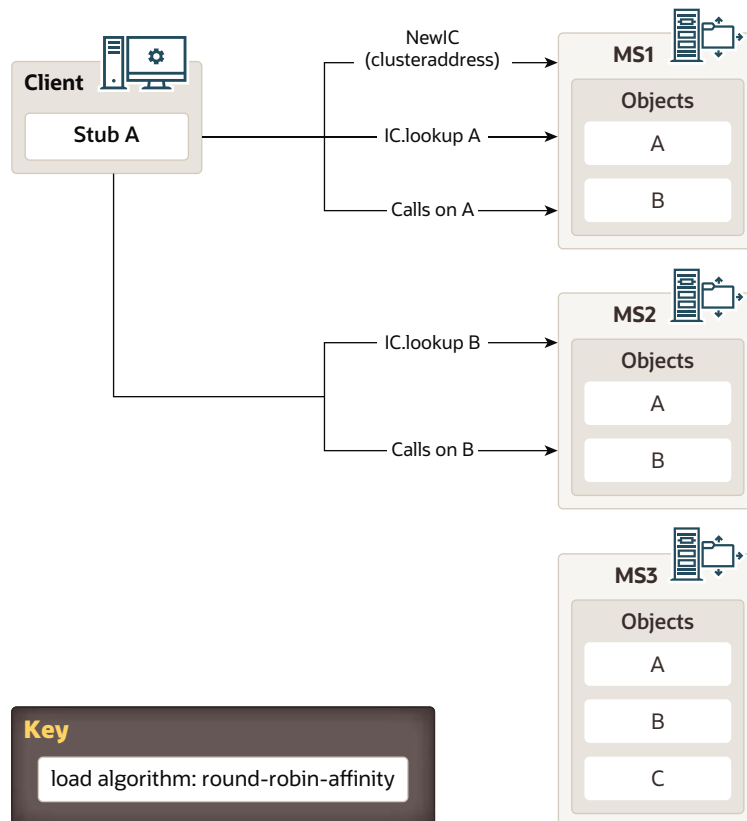 Client
Stub A
NewIC
(clusteraddress)
IC.lookup A
Calls on A
MS1
Objects
A
B
IC.lookup B
Calls on B
MS2
Objects
A
B
MS3
Objects
A
B
C
Key
load algorithm: round-robin-affinity